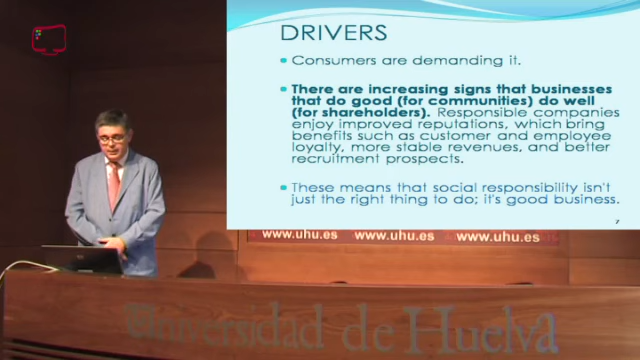 DRIVERS
Consumers are demanding it.
There are increasing signs that businesses
that do good (for communities) do well
(for shareholders). Responsible companies
enjoy improved reputations, which bring
benefits such as customer and employee
loyalty, more stable revenues, and better
recruitment prospects.
These means that social responsibility isn't
just the right thing to do; it's good business.
7
www.uhu.es www.uhu.es www.uhu.es
Universidad de Huelva